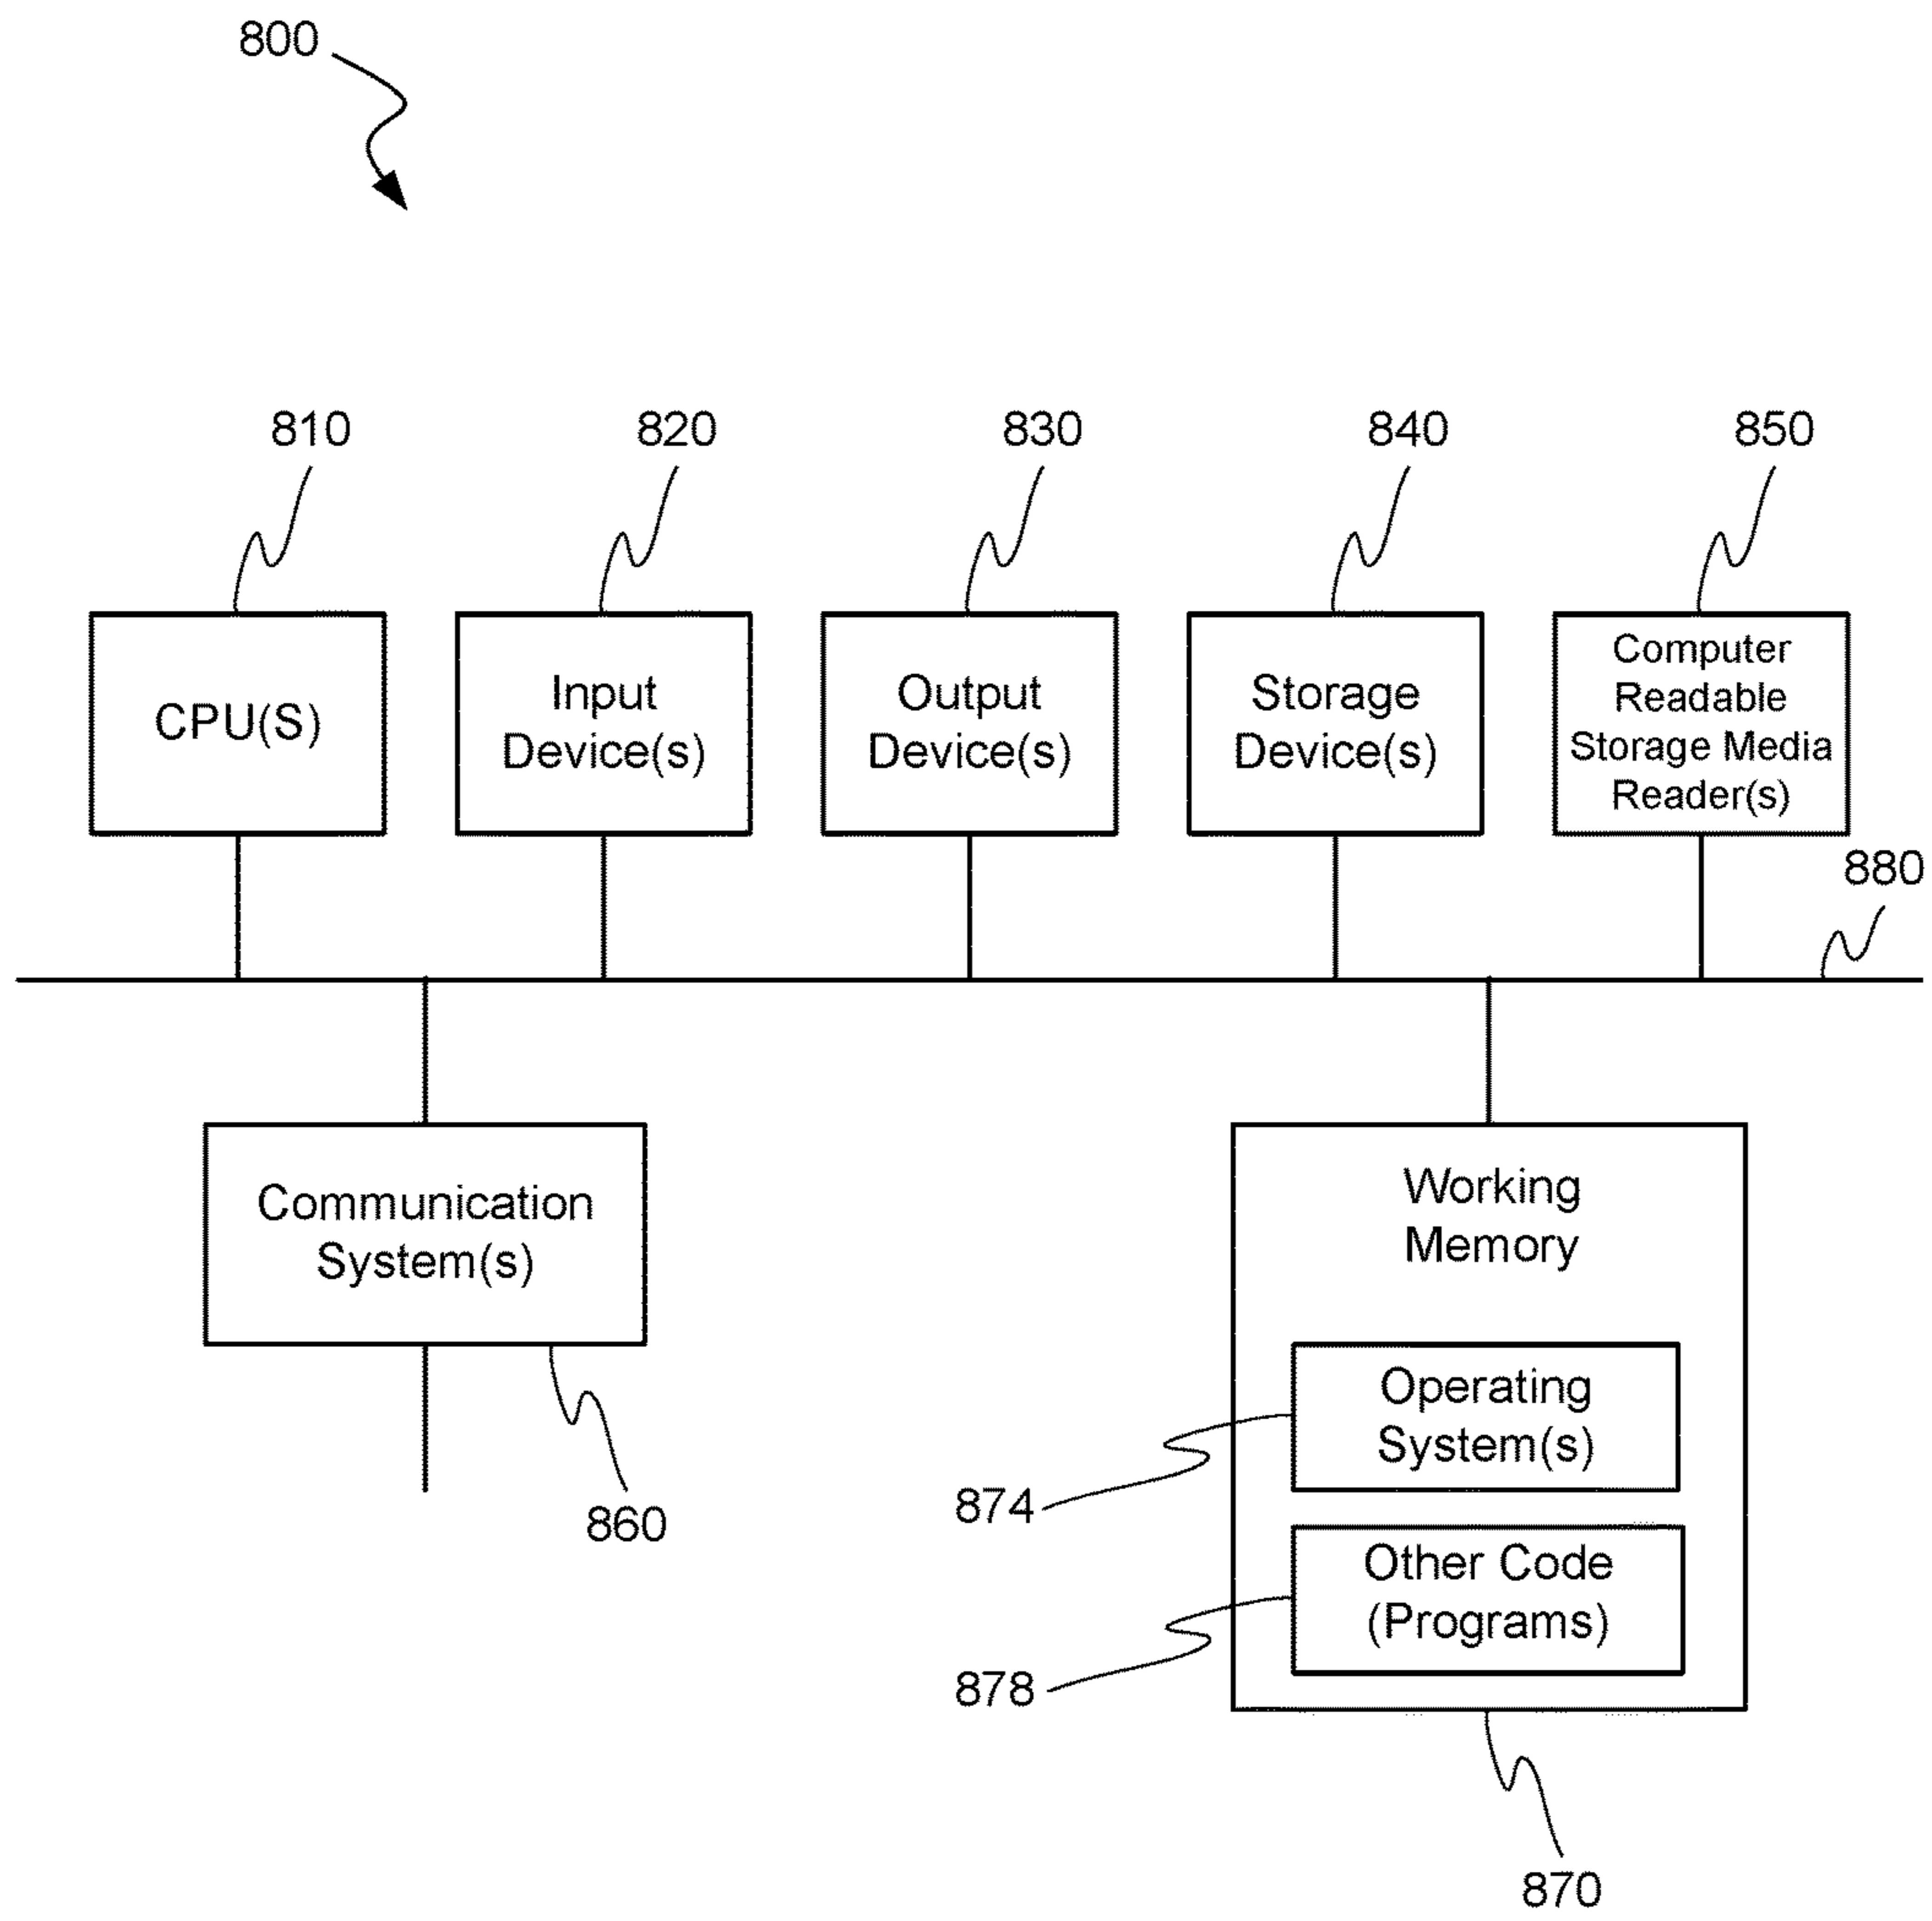 800
810
820
830
840
850
CPU(S)
Input
Device(s)
Output
Device(s)
Storage
Device(s)
Computer
Readable
Storage Media
Reader(s)
880
Communication
System(s)
860
Working
Memory
Operating
System(s)
874
Other Code
(Programs)
878
870